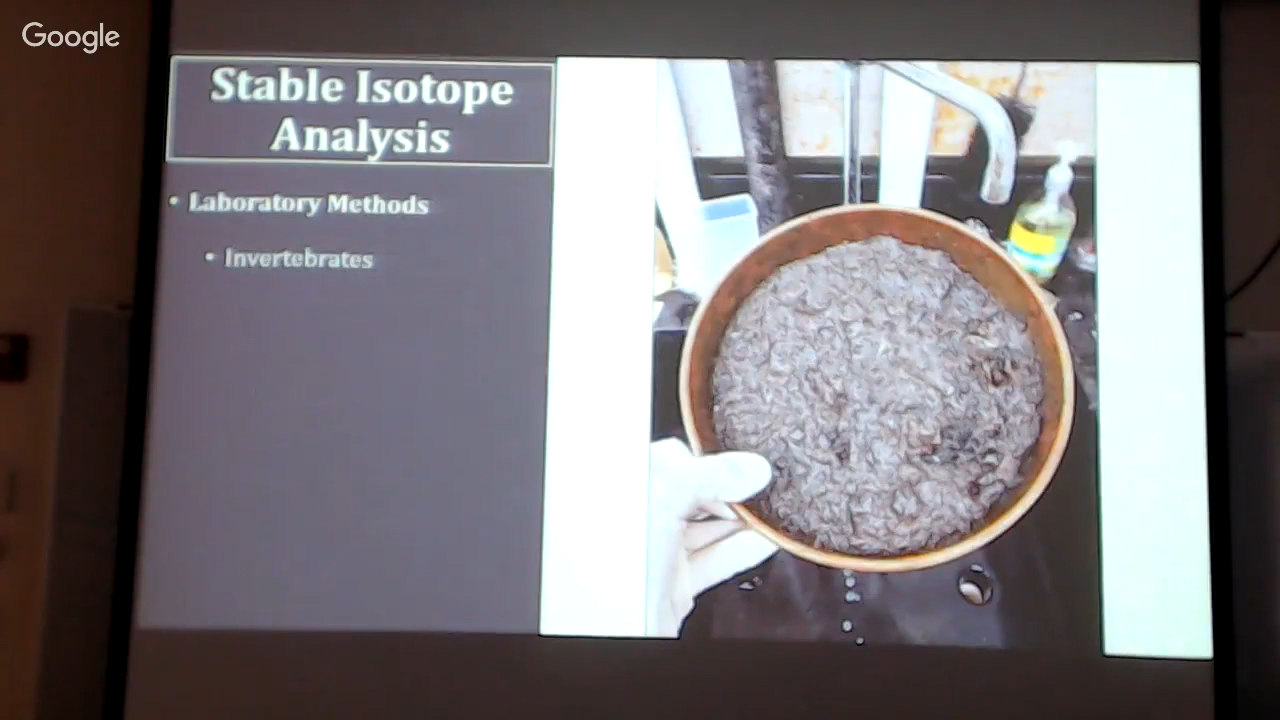 Google
Stable Isotope
Analysis
• Laboratory Methods
• Invertebrates